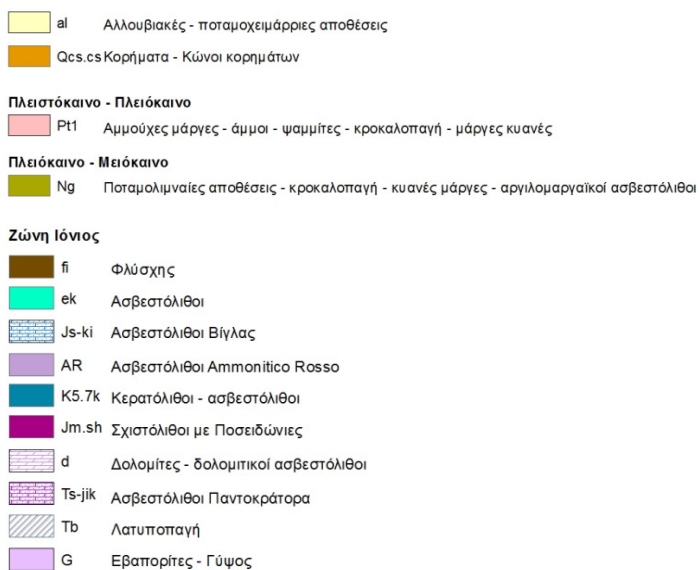 al Αλλουβιακές - ποταμοχειμάρριες αποθέσεις
Qcs.cs Κορήματα - Κώνοι κορημάτων
Πλειστόκαινο - Πλειόκαινο
Pt1 Αμμούχες μάργες - άμμοι - ψαμμίτες - κροκαλοπαγή - μάργες κυανές
Πλειόκαινο - Μειόκαινο
Ng Ποταμολιμναίες αποθέσεις - κροκαλοπαγή - κυανές μάργες - αργιλομαργαϊκοί ασβεστόλιθοι
Ζώνη Ιόνιος
fi Φλύσχης
ek Ασβεστόλιθοι
Js-ki Ασβεστόλιθοι Βίγλας
AR Ασβεστόλιθοι Ammonitico Rosso
K5.7k Κερατόλιθοι - ασβεστόλιθοι
Jm.sh Σχιστόλιθοι με Ποσειδώνιες
d Δολομίτες - δολομιτικοί ασβεστόλιθοι
Ts-jik Ασβεστόλιθοι Παντοκράτορα
Tb Λατυποπαγή
G Εβαπορίτες - Γύψος